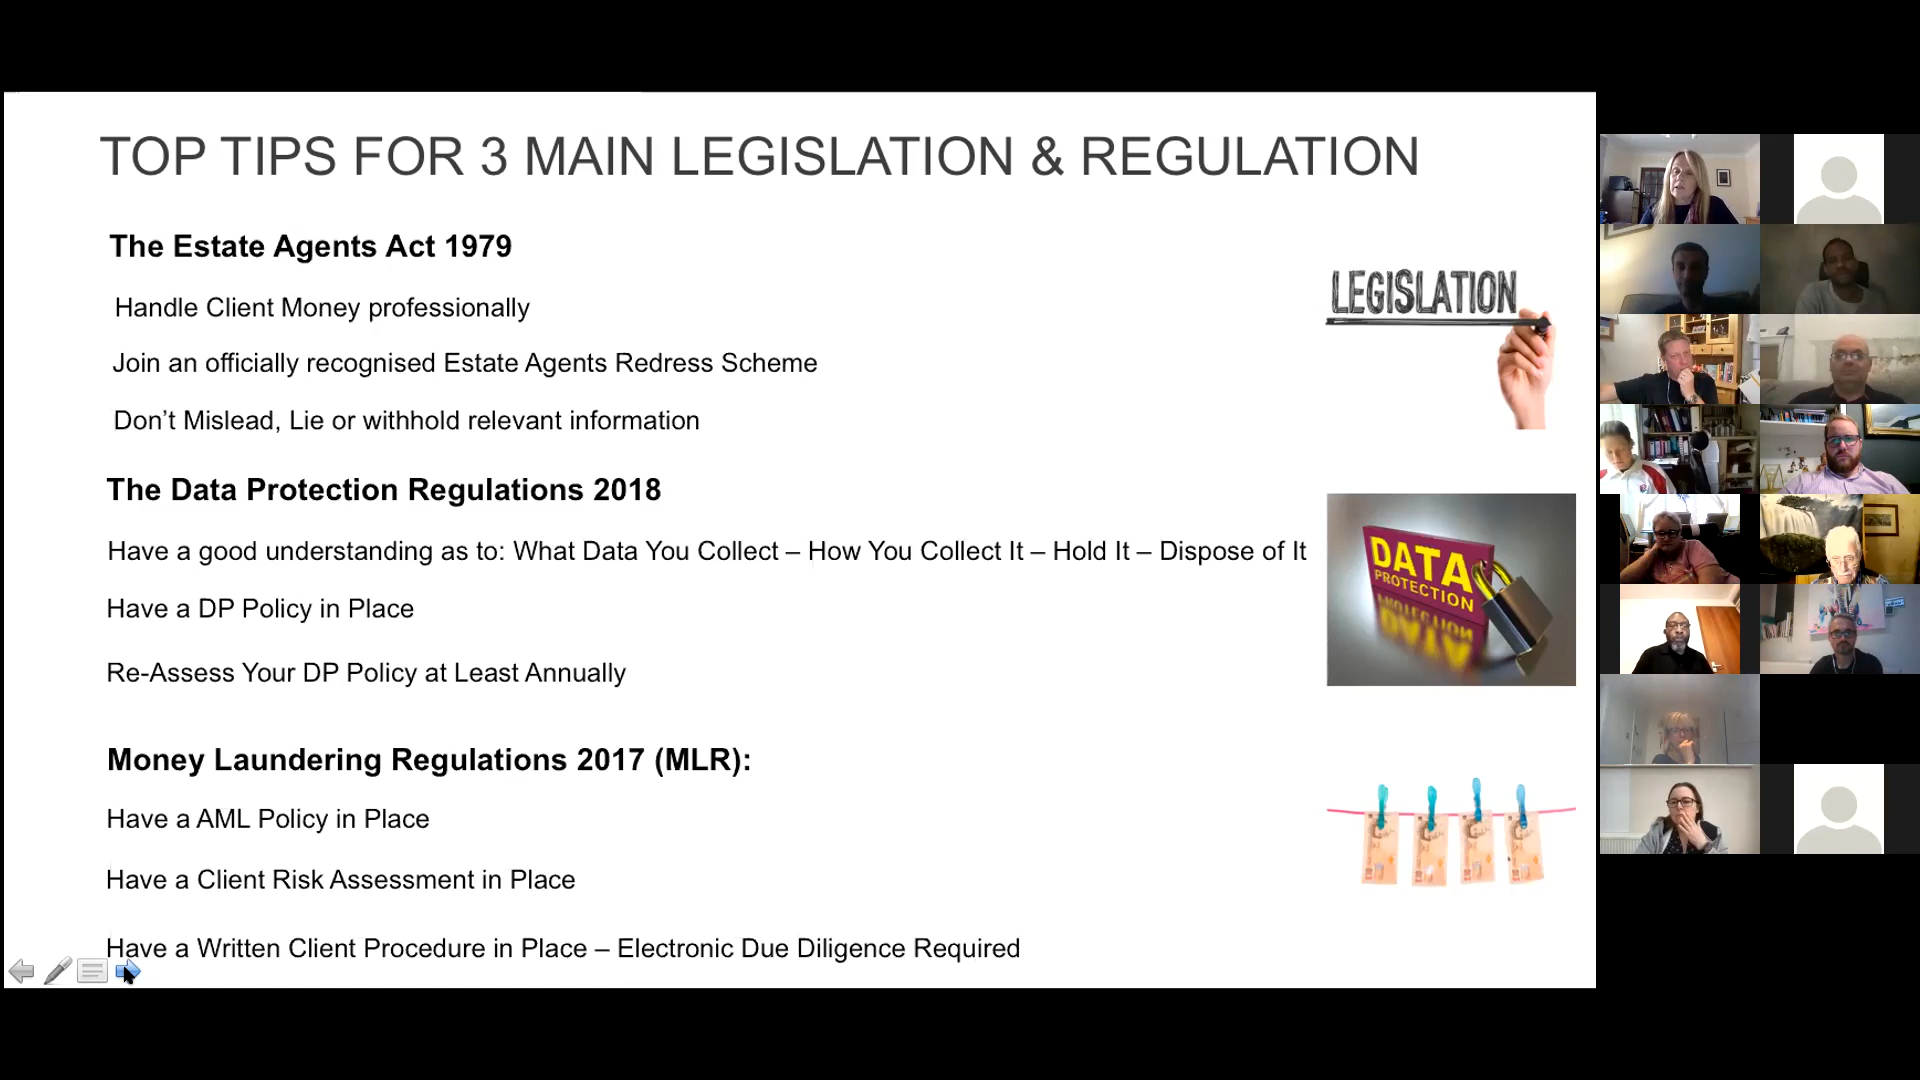 TOP TIPS FOR 3 MAIN LEGISLATION & REGULATION
The Estate Agents Act 1979
Handle Client Money professionally
Join an officially recognised Estate Agents Redress Scheme
Don’t Mislead, Lie or withhold relevant information
LEGISLATION
The Data Protection Regulations 2018
Have a good understanding as to: What Data You Collect – How You Collect It – Hold It – Dispose of It
Have a DP Policy in Place
Re-Assess Your DP Policy at Least Annually
DATA
PROTECTION
Money Laundering Regulations 2017 (MLR):
Have a AML Policy in Place
Have a Client Risk Assessment in Place
Have a Written Client Procedure in Place – Electronic Due Diligence Required